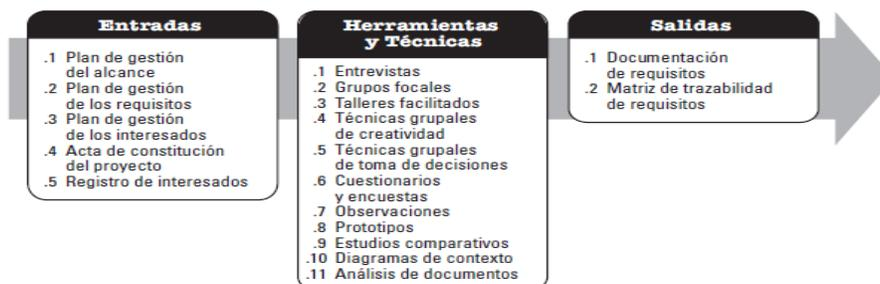 Entradas
.1 Plan de gestión
del alcance
.2 Plan de gestión
de los requisitos
.3 Plan de gestión
de los interesados
.4 Acta de constitución
del proyecto
.5 Registro de interesados
Herramientas
y Técnicas
.1 Entrevistas
.2 Grupos focales
.3 Talleres facilitados
.4 Técnicas grupales
de creatividad
.5 Técnicas grupales
de toma de decisiones
.6 Cuestionarios
y encuestas
.7 Observaciones
.8 Prototipos
.9 Estudios comparativos
.10 Diagramas de contexto
.11 Análisis de documentos
Salidas
.1 Documentación
de requisitos
.2 Matriz de trazabilidad
de requisitos